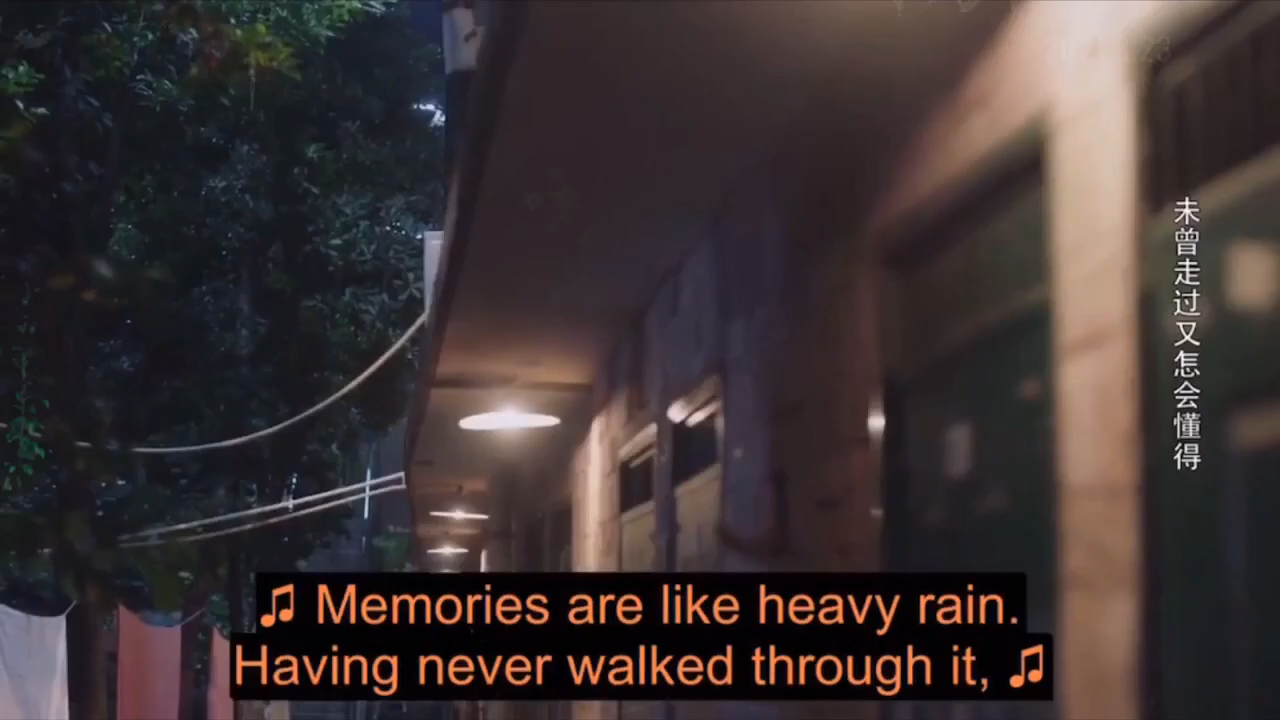 未曾走过又怎会懂得
♫ Memories are like heavy rain.
Having never walked through it, ♫